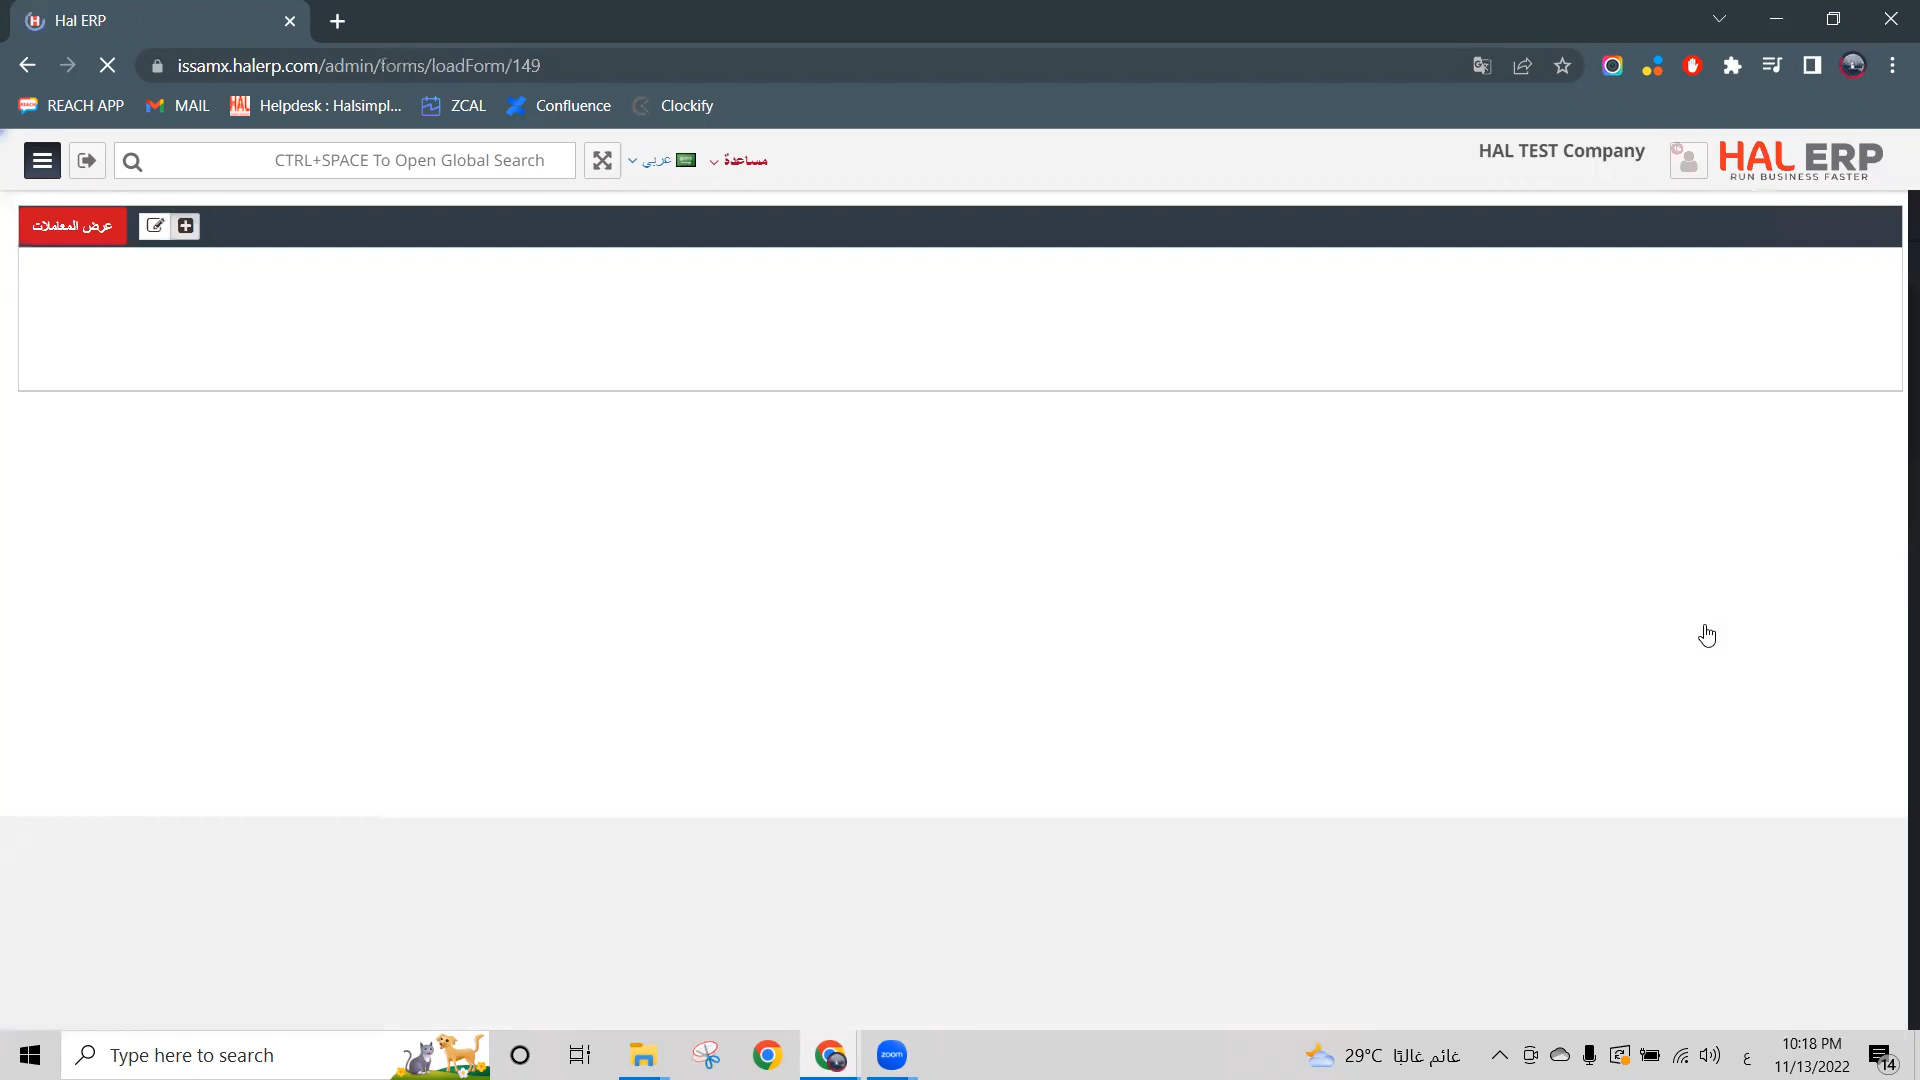 Hal ERP
issamx.halerp.com/admin/forms/loadForm/149
REACH APP
MAIL
HAL
Helpdesk : Halsimpl...
ZCAL
Confluence
Clockify
CTRL+SPACE To Open Global Search
عربي
مساعدة
HAL TEST Company
HAL ERP
RUN BUSINESS FASTER
عرض المعاملات
Type here to search
zoom
29°C
غائم غالبًا
ع
10:18 PM
11/13/2022
14